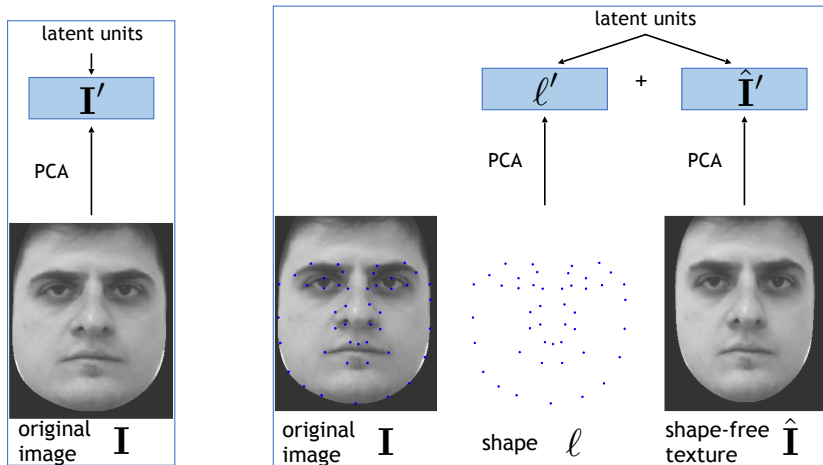 latent units
I′
PCA
original
image I
latent units
ℓ′ + Î′
PCA PCA
original
image I
shape ℓ
shape-free
texture Î